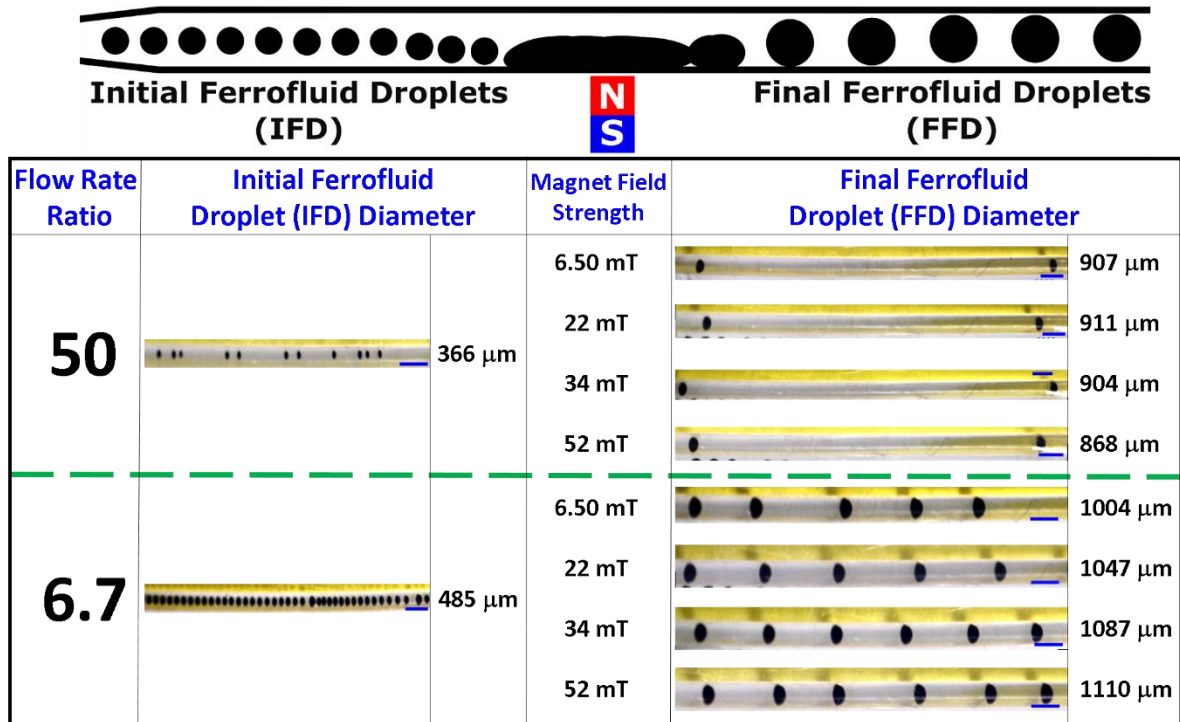 Initial Ferrofluid Droplets
(IFD)
N
S
Final Ferrofluid Droplets
(FFD)
Flow Rate
Ratio
Initial Ferrofluid
Droplet (IFD) Diameter
Magnet Field
Strength
Final Ferrofluid
Droplet (FFD) Diameter
50
366 μm
6.50 mT
907 μm
22 mT
911 μm
34 mT
904 μm
52 mT
868 μm
6.7
485 μm
6.50 mT
1004 μm
22 mT
1047 μm
34 mT
1087 μm
52 mT
1110 μm